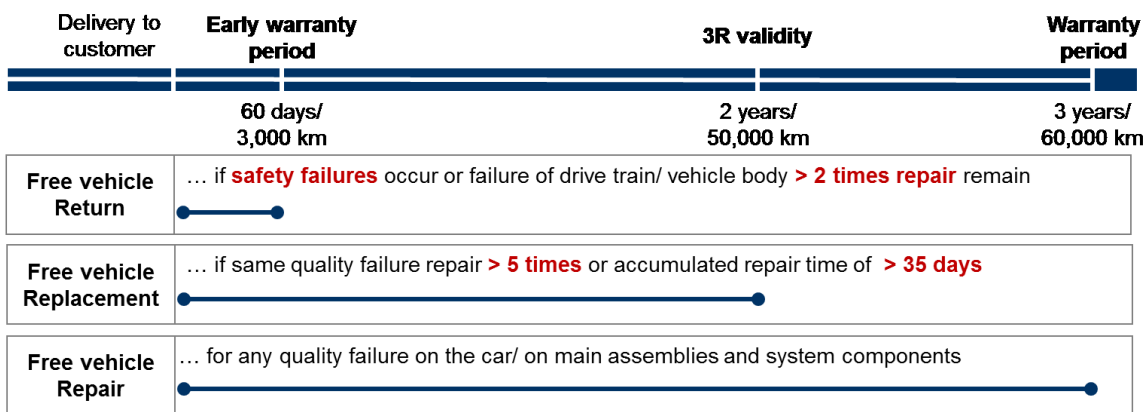 Delivery to
customer
Early warranty
period
3R validity
Warranty
period
60 days/
3,000 km
2 years/
50,000 km
3 years/
60,000 km
Free vehicle
Return
… if safety failures occur or failure of drive train/ vehicle body > 2 times repair remain
Free vehicle
Replacement
… if same quality failure repair > 5 times or accumulated repair time of > 35 days
Free vehicle
Repair
… for any quality failure on the car/ on main assemblies and system components